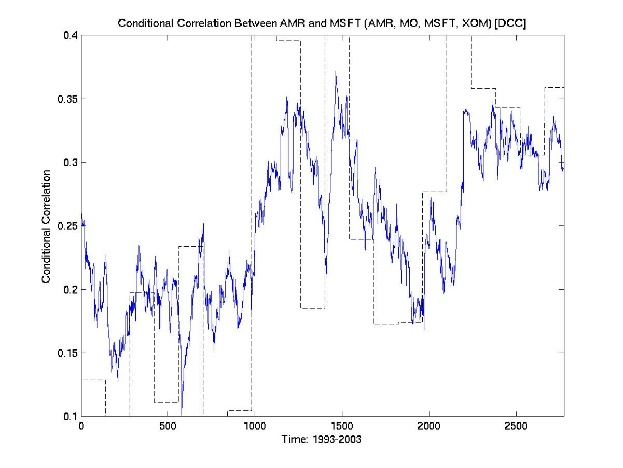 Conditional Correlation Between AMR and MSFT (AMR, MO, MSFT, XOM) [DCC]
0.4
0.35
0.3
0.25
0.2
0.15
0.1
Conditional Correlation
0 500 1000 1500 2000 2500
Time: 1993-2003